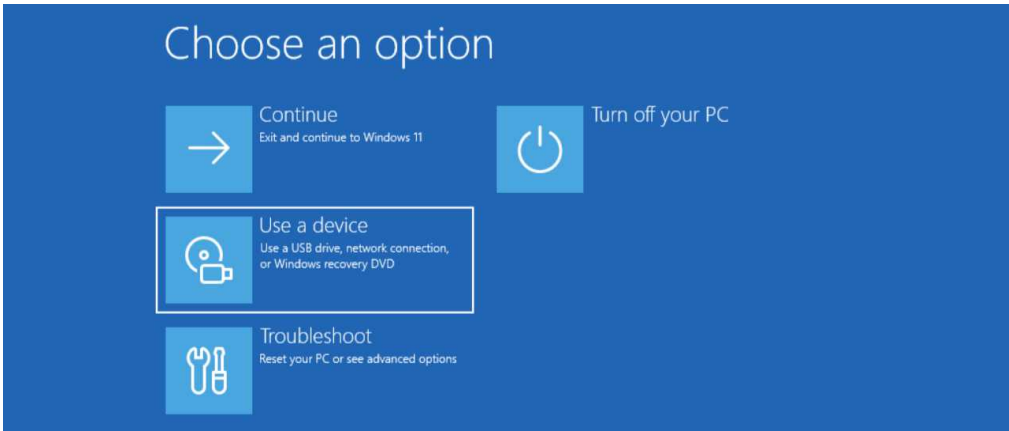 Choose an option
Continue
Exit and continue to Windows 11
Turn off your PC
Use a device
Use a USB drive, network connection,
or Windows recovery DVD
Troubleshoot
Reset your PC or see advanced options